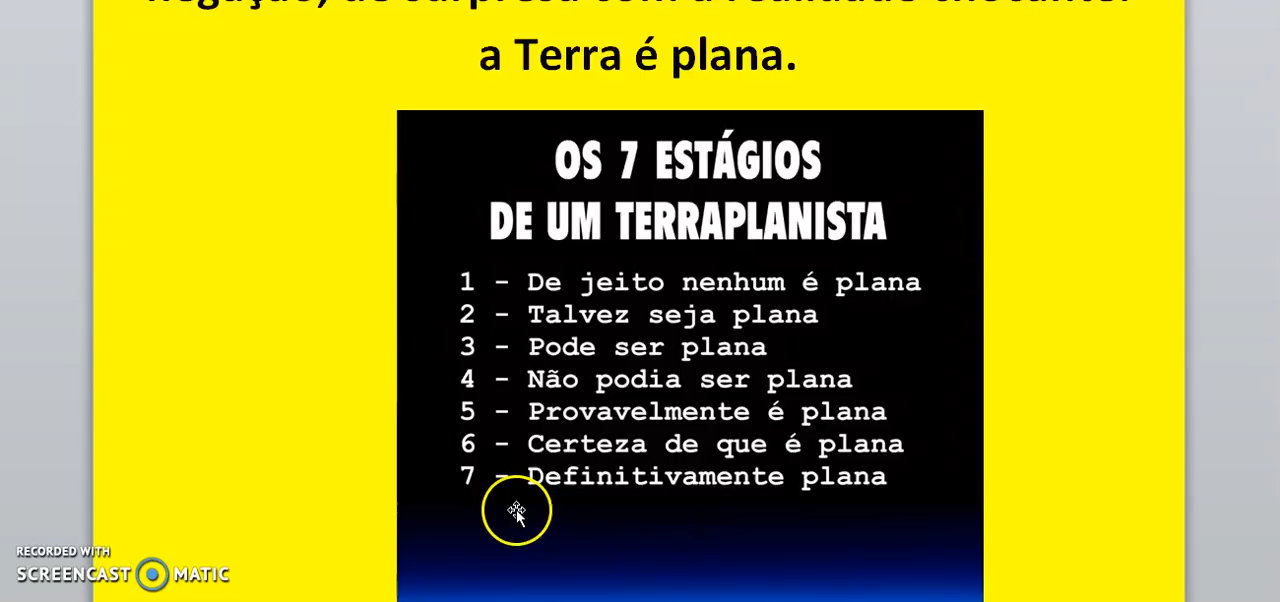 a Terra é plana.
OS 7 ESTÁGIOS
DE UM TERRAPLANISTA
1 - De jeito nenhum é plana
2 - Talvez seja plana
3 - Pode ser plana
4 - Não podia ser plana
5 - Provavelmente é plana
6 - Certeza de que é plana
7 - Definitivamente plana
RECORDED WITH
SCREENCAST MATIC